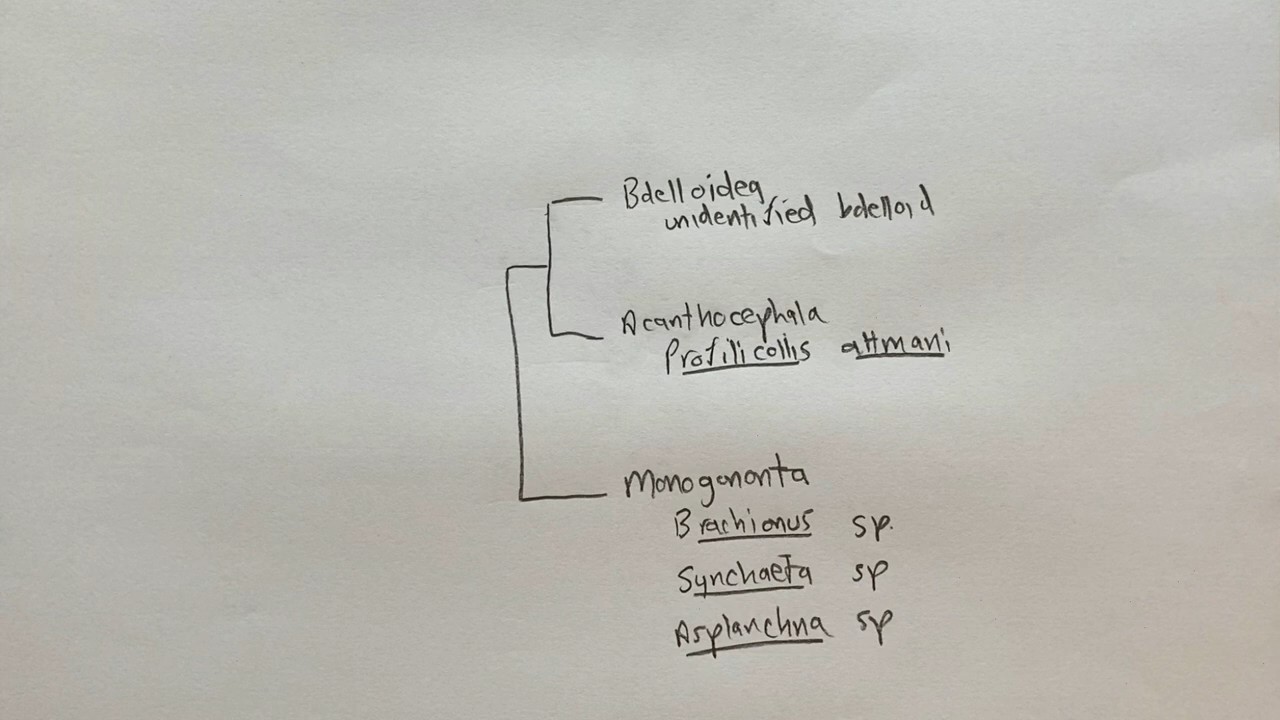 Bdelloidea
unidentified bdelloid
Acanthocephala
Profilicollis altmani
Monogononta
Brachionus sp.
Synchaeta sp
Asplanchna sp